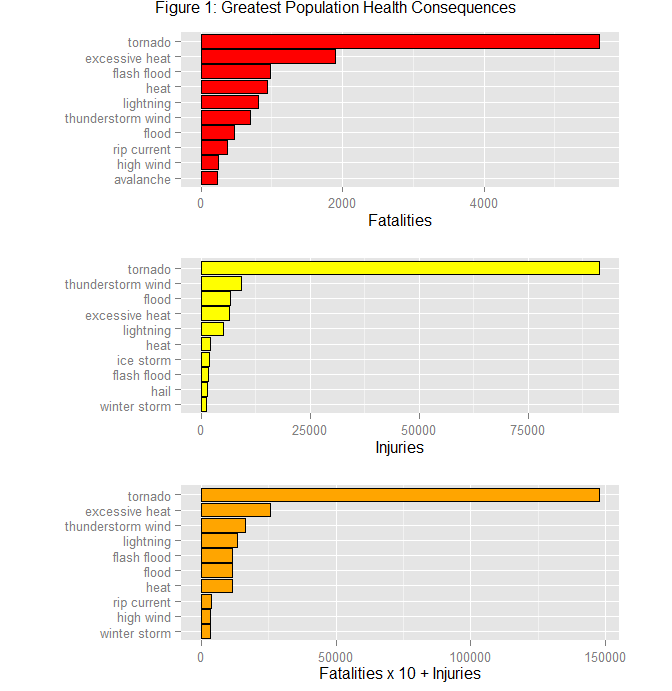 Figure 1: Greatest Population Health Consequences
tornado
excessive heat
flash flood
heat
lightning
thunderstorm wind
flood
rip current
high wind
avalanche
0 2000 4000
Fatalities
tornado
thunderstorm wind
flood
excessive heat
lightning
heat
ice storm
flash flood
hail
winter storm
0 25000 50000 75000
Injuries
tornado
excessive heat
thunderstorm wind
lightning
flash flood
flood
heat
rip current
high wind
winter storm
0 50000 100000 150000
Fatalities x 10 + Injuries